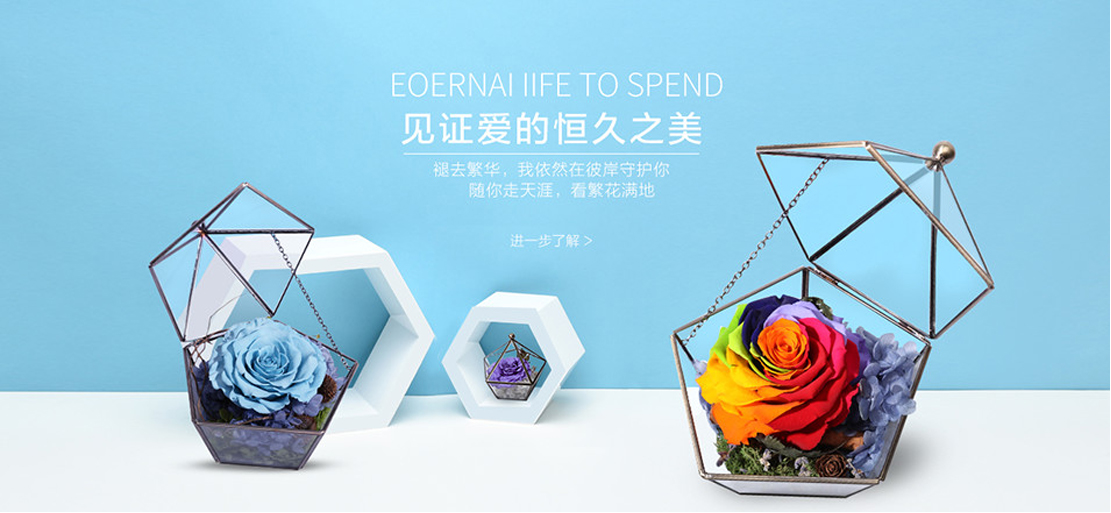 EOERNAI IIFE TO SPEND
见证爱的恒久之美
褪去繁华，我依然在彼岸守护你
随你走天涯，看繁花满地
进一步了解 >